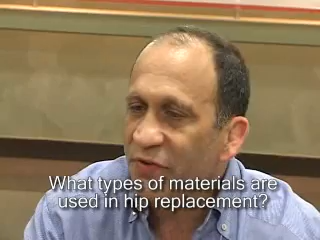 What types of materials are
used in hip replacement?